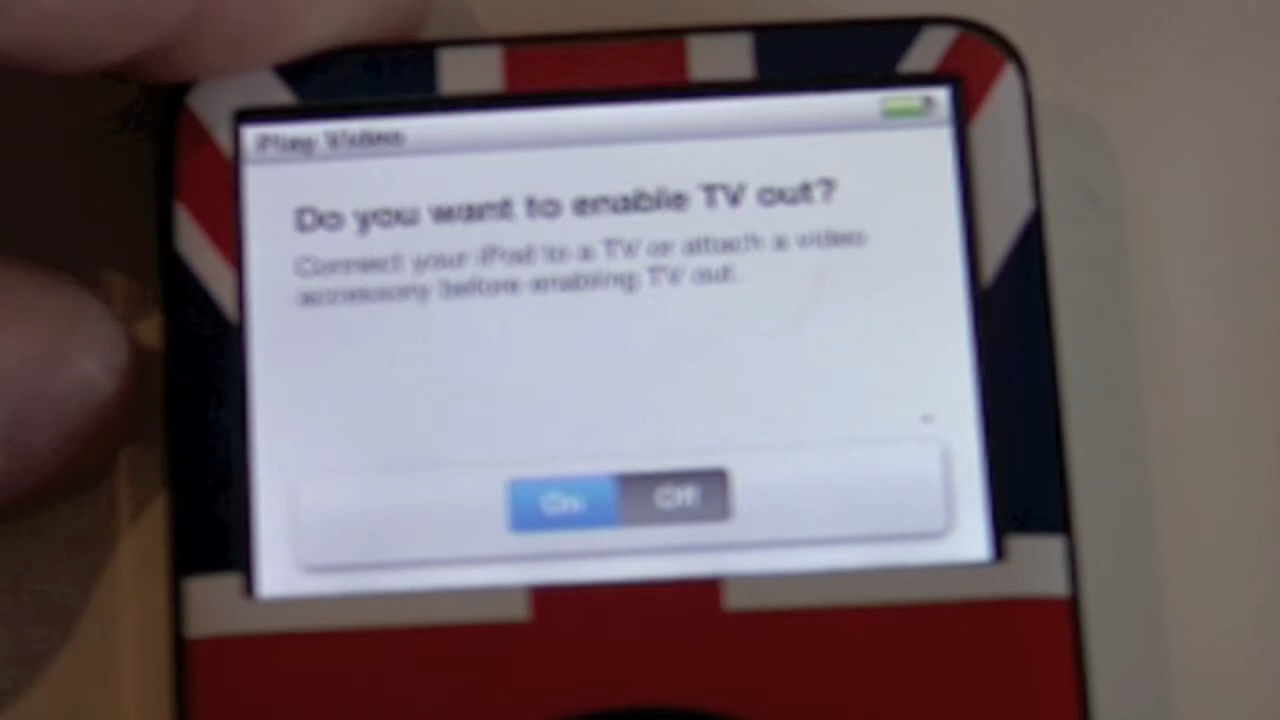 Play Video
Do you want to enable TV out?
Connect your iPod to a TV or attach a video
accessory before enabling TV out.
On Off